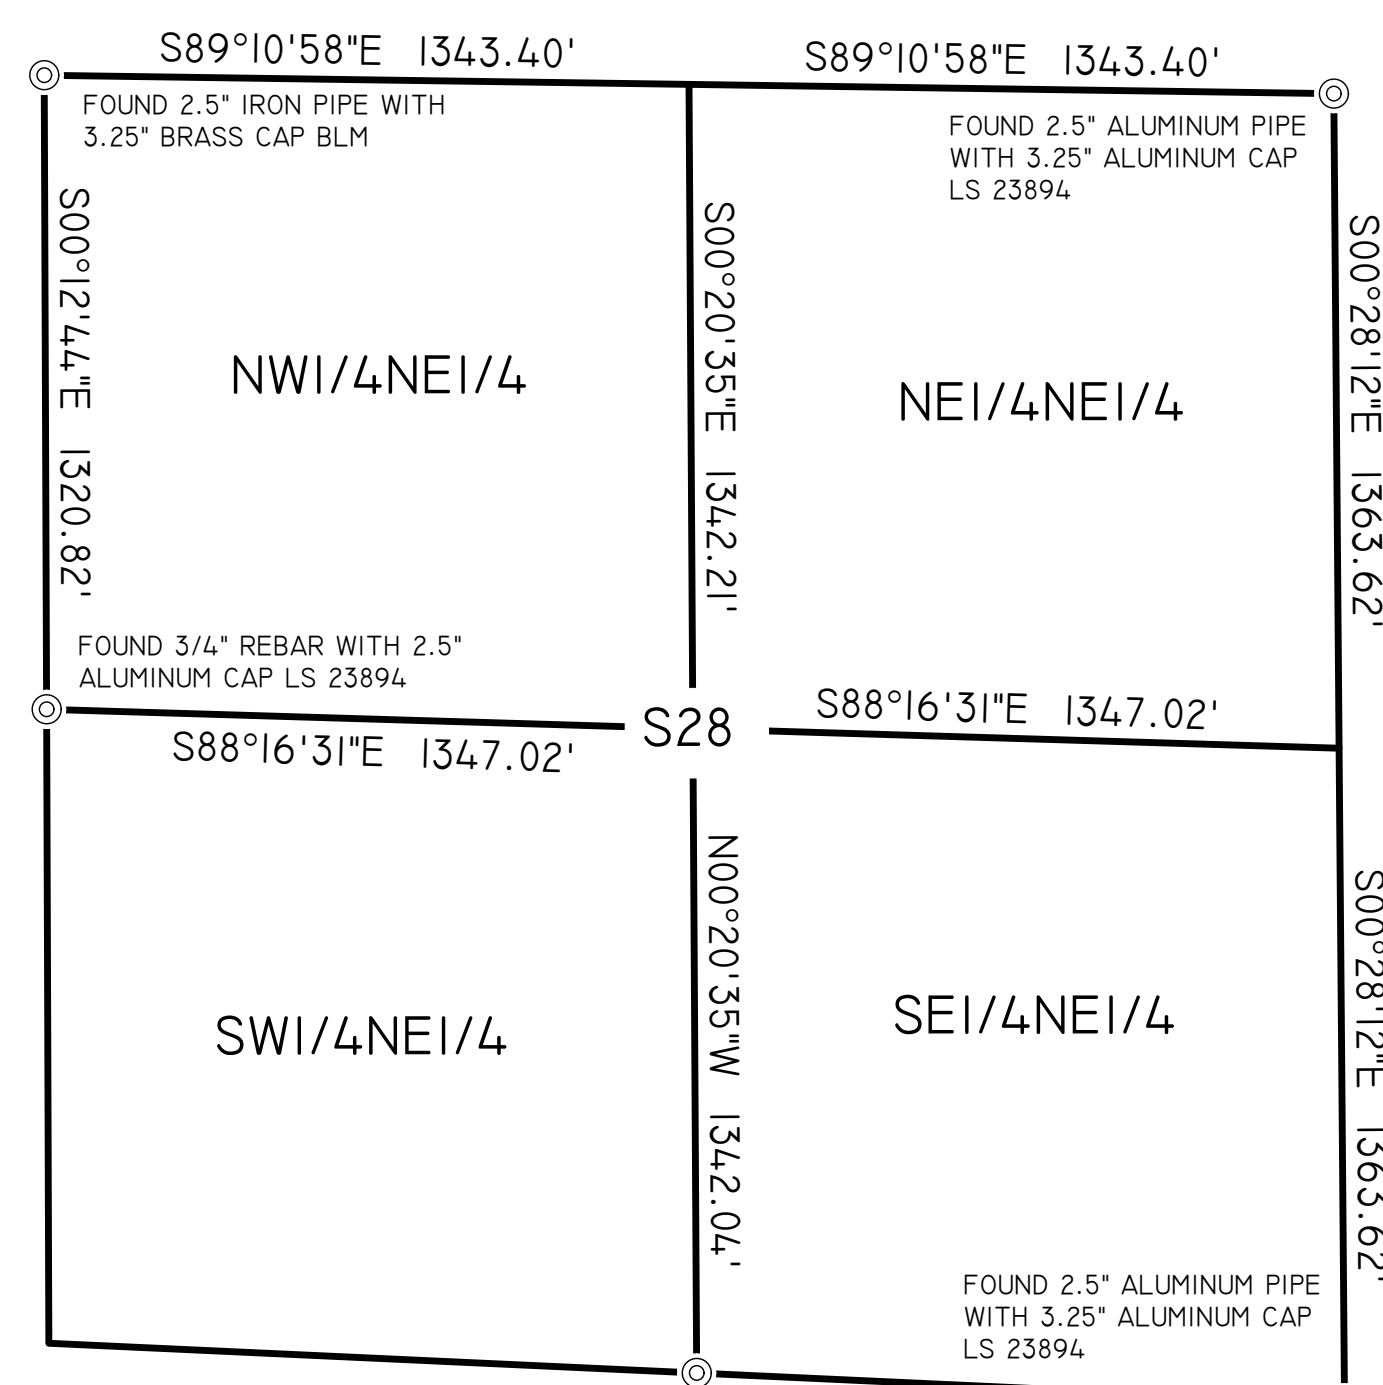 S89°10'58"E 1343.40'
S89°10'58"E 1343.40'
FOUND 2.5" IRON PIPE WITH
3.25" BRASS CAP BLM
FOUND 2.5" ALUMINUM PIPE
WITH 3.25" ALUMINUM CAP
LS 23894
S00°12'44"E 1320.82'
S00°20'35"E 1342.21'
S00°28'12"E 1363.62'
NW1/4NE1/4
NE1/4NE1/4
FOUND 3/4" REBAR WITH 2.5"
ALUMINUM CAP LS 23894
S28
S88°16'31"E 1347.02'
S88°16'31"E 1347.02'
N00°20'35"W 1342.04'
S00°28'12"E 1363.62'
SW1/4NE1/4
SE1/4NE1/4
FOUND 2.5" ALUMINUM PIPE
WITH 3.25" ALUMINUM CAP
LS 23894